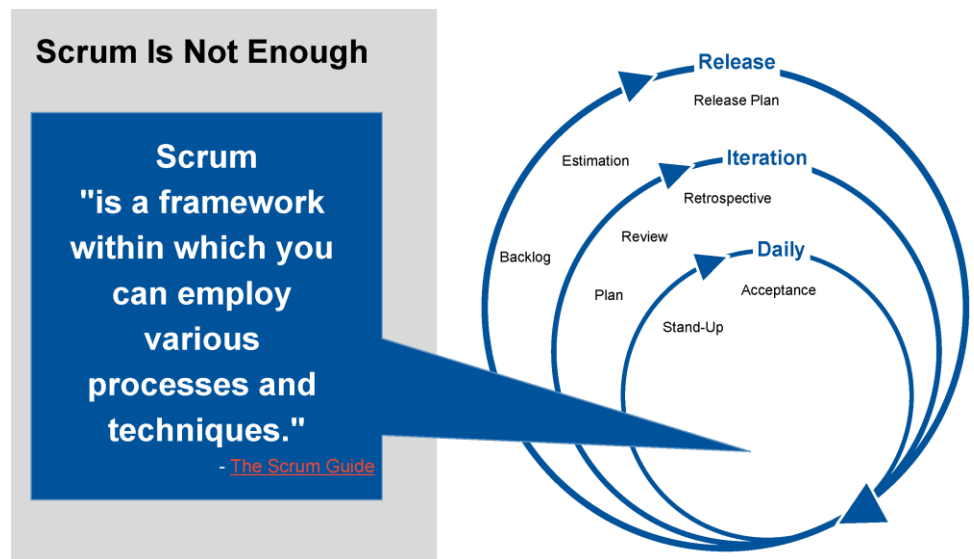 Scrum Is Not Enough
Scrum
"is a framework
within which you
can employ
various
processes and
techniques."
- The Scrum Guide
Release
Release Plan
Estimation
Backlog
Iteration
Retrospective
Review
Plan
Daily
Acceptance
Stand-Up